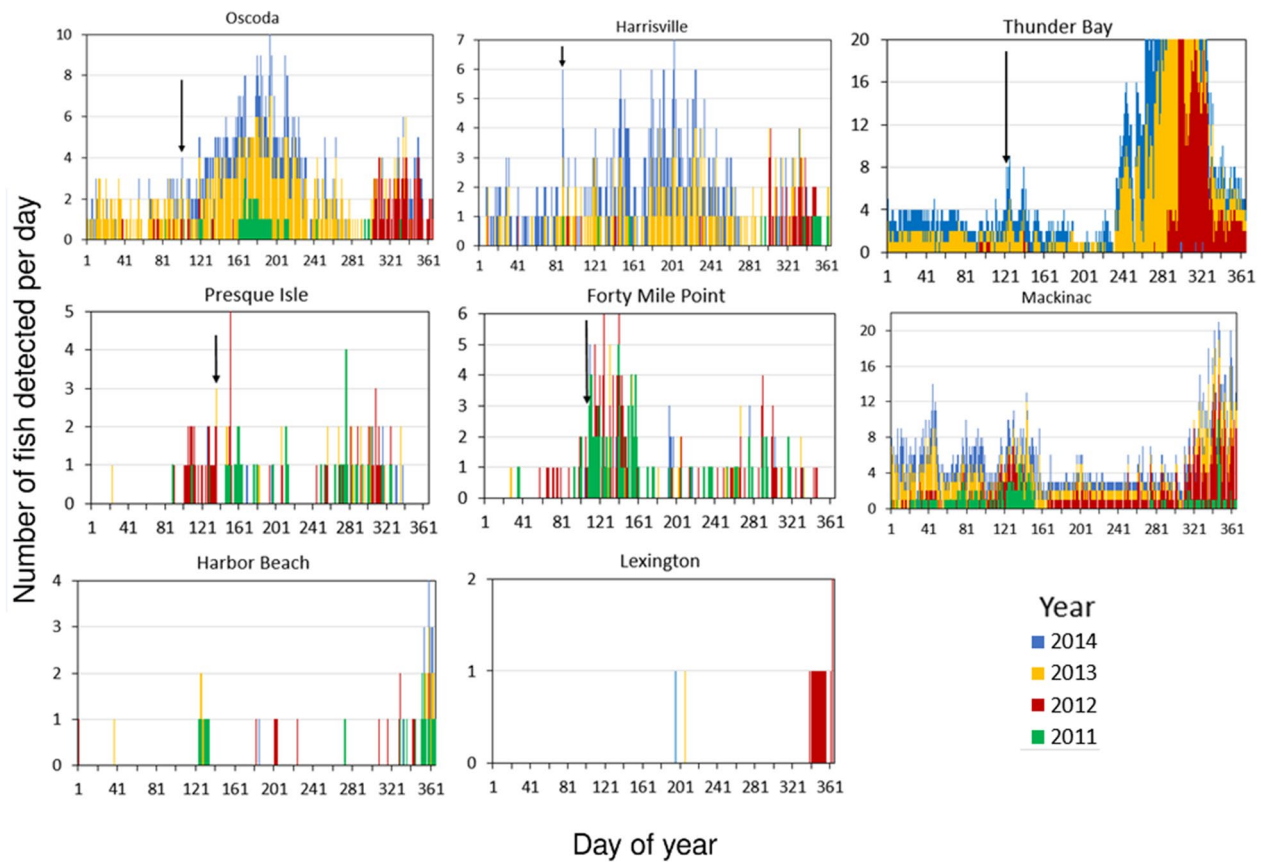 Number of fish detected per day
Oscoda
10
8
6
4
2
0
1 41 81 121 161 201 241 281 321 361
Harrisville
7
6
5
4
3
2
1
0
1 41 81 121 161 201 241 281 321 361
Thunder Bay
20
16
12
8
4
0
1 41 81 121 161 201 241 281 321 361
Presque Isle
5
4
3
2
1
0
1 41 81 121 161 201 241 281 321 361
Forty Mile Point
6
5
4
3
2
1
0
1 41 81 121 161 201 241 281 321 361
Mackinac
20
16
12
8
4
0
1 41 81 121 161 201 241 281 321 361
Harbor Beach
4
3
2
1
0
1 41 81 121 161 201 241 281 321 361
Lexington
2
1
0
1 41 81 121 161 201 241 281 321 361
Year
2014
2013
2012
2011
Day of year